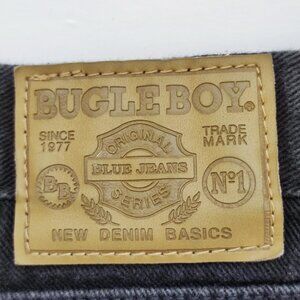 BUGLE BOY®
SINCE 1977
TRADE MARK
ORIGINAL
BLUE JEANS
SERIES
BB
Nº1
NEW DENIM BASICS